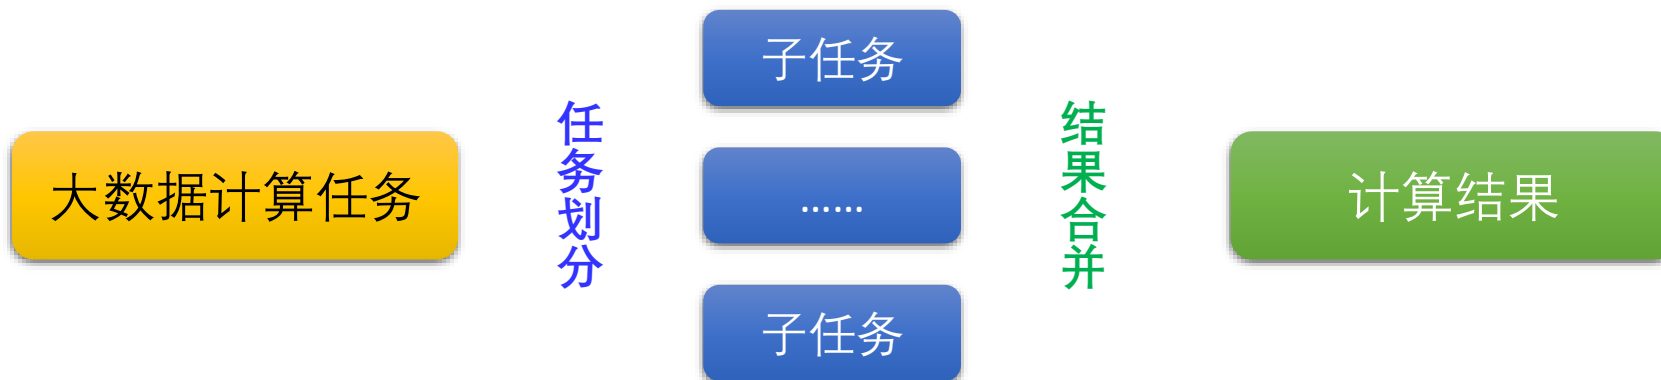 大数据计算任务
任务划分
子任务
......
子任务
结果合并
计算结果